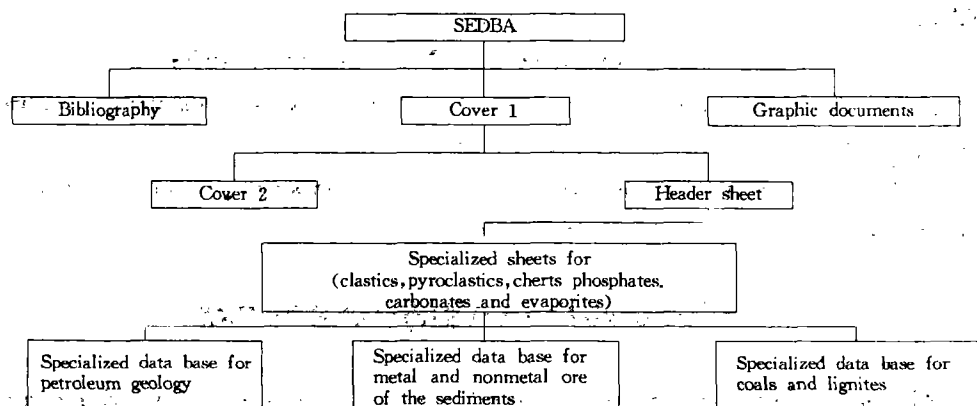 SEDBA
Bibliography
Cover 1
Graphic documents
Cover 2
Header sheet
Specialized sheets for
(clastics,pyroclastics,cherts phosphates.
carbonates and evaporites)
Specialized data base for
petroleum geology
Specialized data base for
metal and nonmetal ore
of the sediments
Specialized data base for
coals and lignites